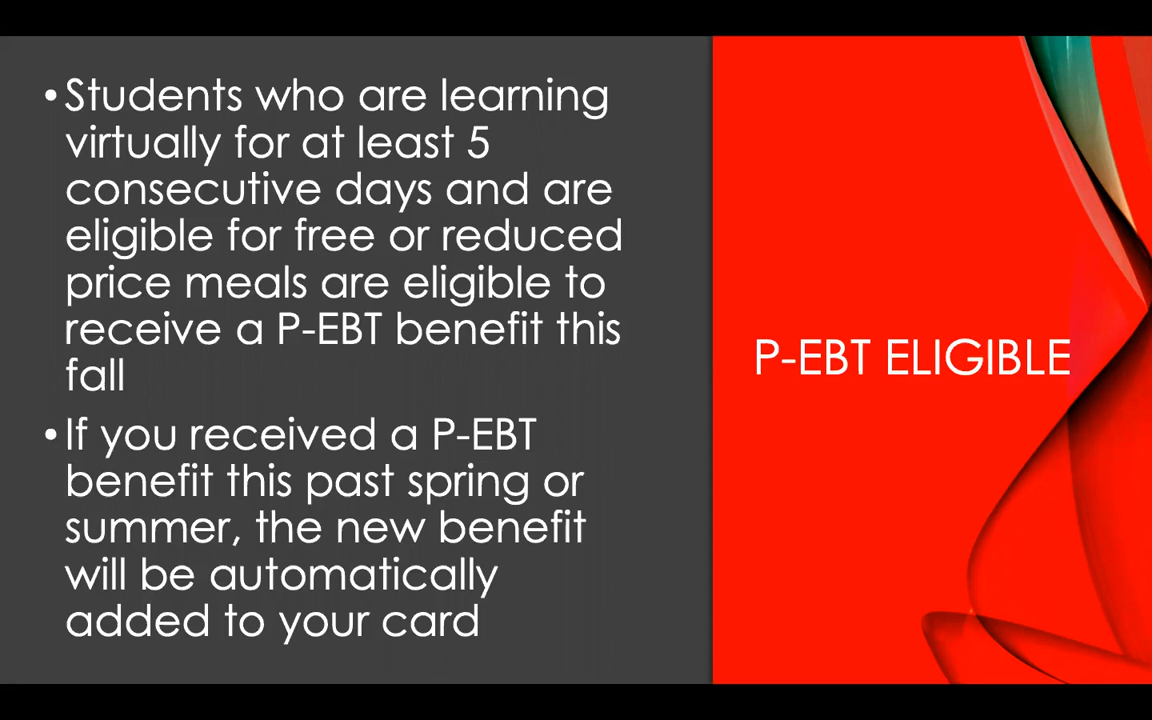 •Students who are learning
virtually for at least 5
consecutive days and are
eligible for free or reduced
price meals are eligible to
receive a P-EBT benefit this
fall
•If you received a P-EBT
benefit this past spring or
summer, the new benefit
will be automatically
added to your card
P-EBT ELIGIBLE